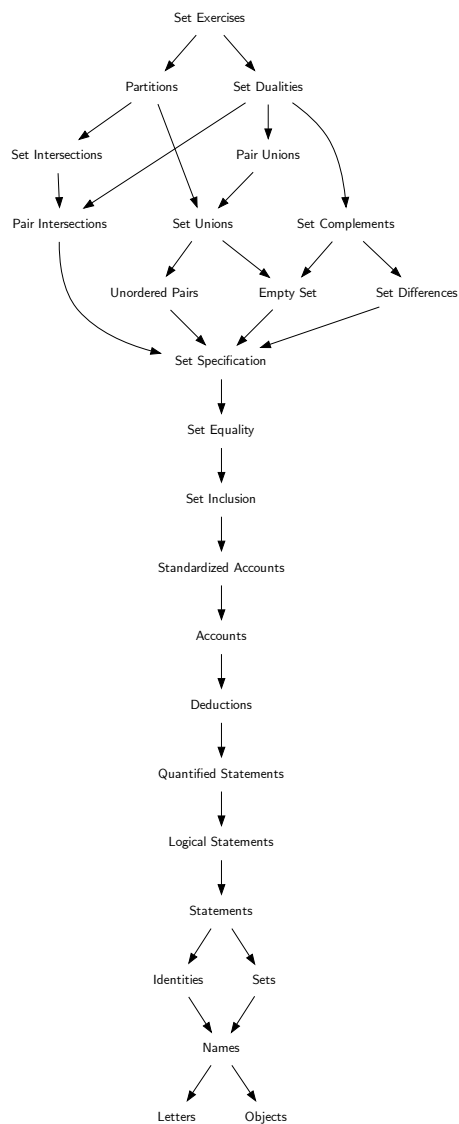 Set Exercises
Partitions
Set Dualities
Set Intersections
Pair Unions
Pair Intersections
Set Unions
Set Complements
Unordered Pairs
Empty Set
Set Differences
Set Specification
Set Equality
Set Inclusion
Standardized Accounts
Accounts
Deductions
Quantified Statements
Logical Statements
Statements
Identities
Sets
Names
Letters
Objects